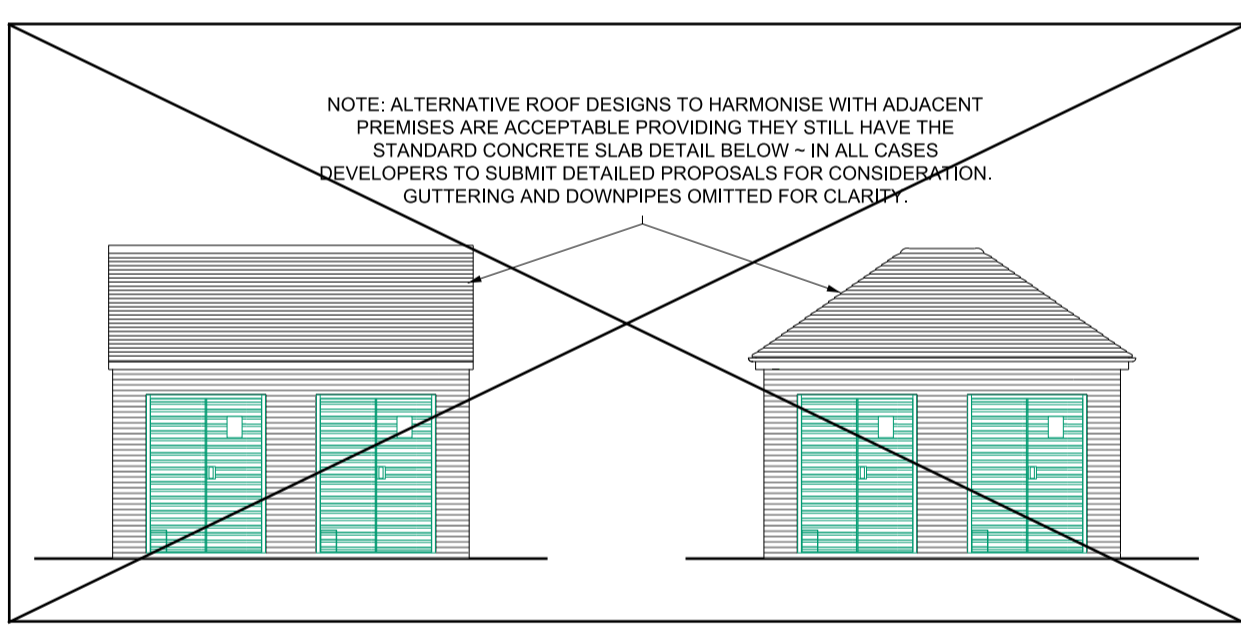 NOTE: ALTERNATIVE ROOF DESIGNS TO HARMONISE WITH ADJACENT
PREMISES ARE ACCEPTABLE PROVIDING THEY STILL HAVE THE
STANDARD CONCRETE SLAB DETAIL BELOW ~ IN ALL CASES
DEVELOPERS TO SUBMIT DETAILED PROPOSALS FOR CONSIDERATION.
GUTTERING AND DOWNPIPES OMITTED FOR CLARITY.